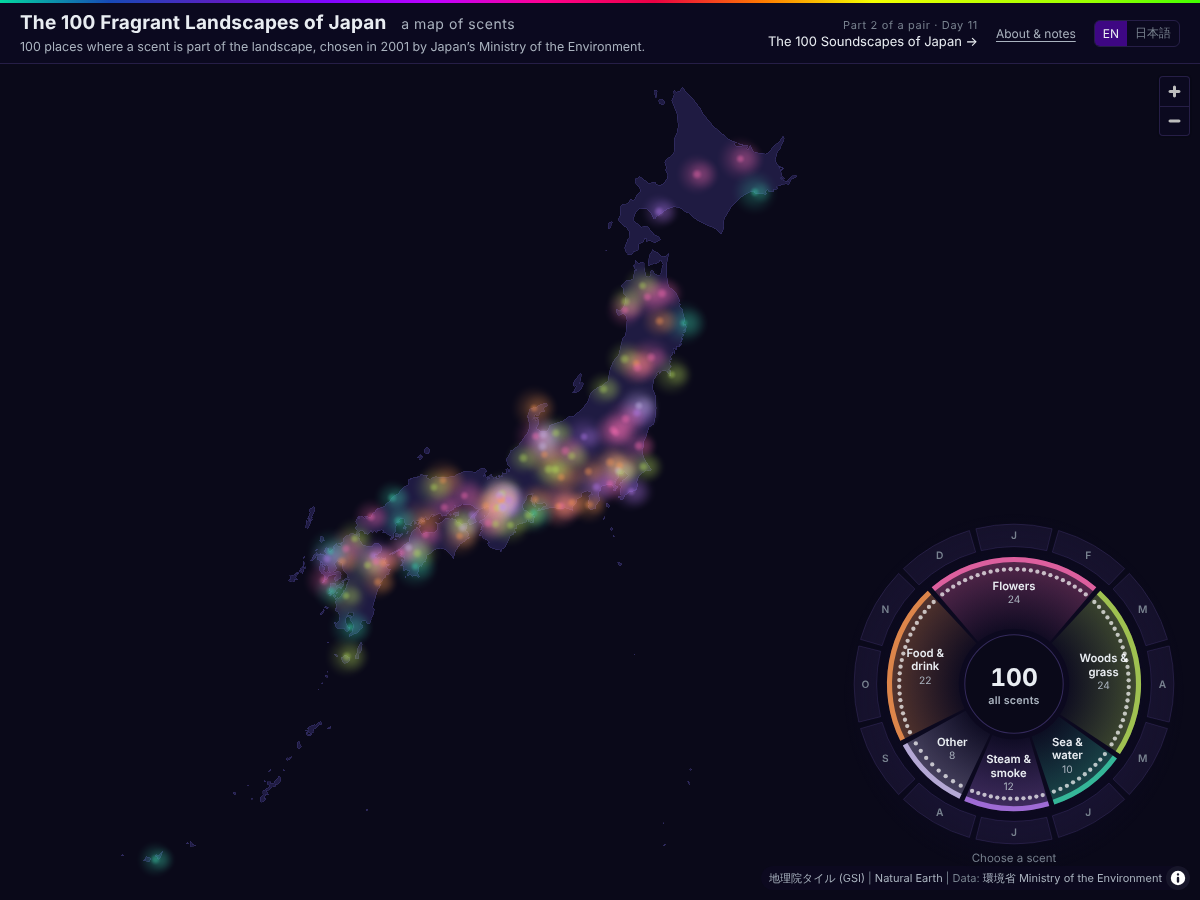 The 100 Fragrant Landscapes of Japan a map of scents
100 places where a scent is part of the landscape, chosen in 2001 by Japan's Ministry of the Environment.
Part 2 of a pair · Day 11
The 100 Soundscapes of Japan →
About & notes
EN 日本語
+
−
J
F
M
A
M
J
J
A
S
O
N
D
Flowers
24
Woods &
grass
24
Sea &
water
10
Steam &
smoke
12
Other
8
Food &
drink
22
100
all scents
Choose a scent
地理院タイル (GSI) | Natural Earth | Data: 環境省 Ministry of the Environment